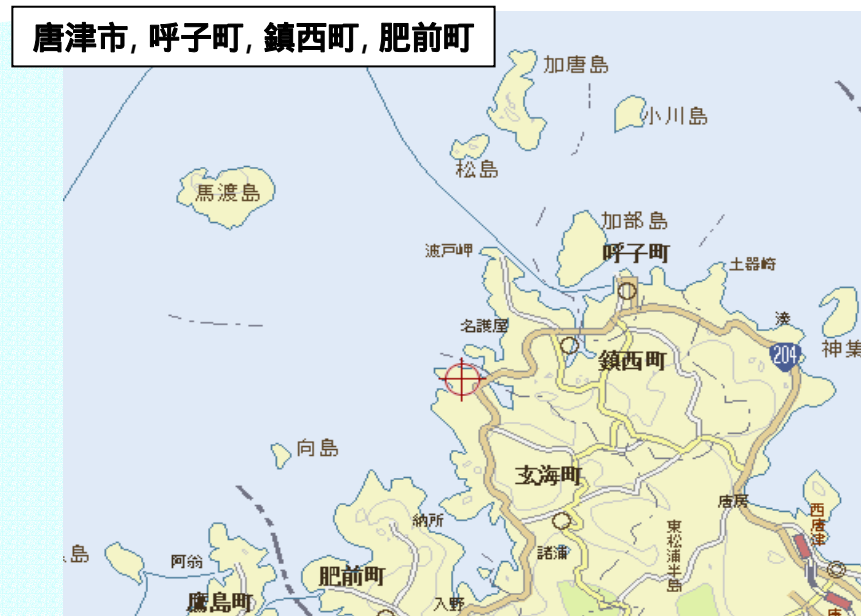 唐津市, 呼子町, 鎮西町, 肥前町
加唐島
小川島
松島
馬渡島
加部島
波戸岬
呼子町
土器崎
湊
名護屋
204
神集
鎮西町
向島
玄海町
唐房
西唐津
納所
東松浦半島
島
阿翁
諸浦
肥前町
鷹島町
入野
唐